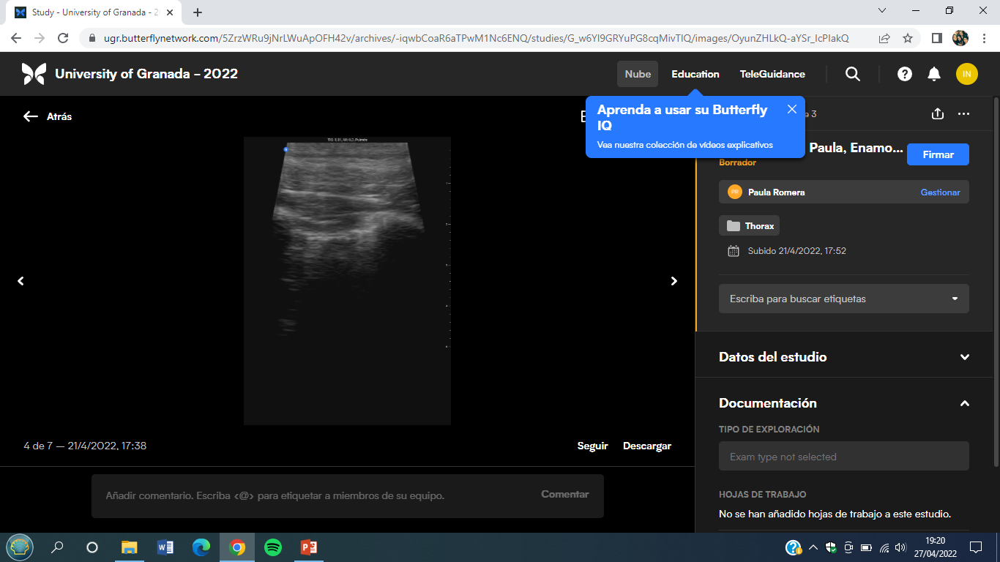 Study - University of Granada - 2
ugr.butterflynetwork.com/5ZrzWRu9jNrLWuApOFH42v/archives/-iqwbCoaR6aTPwM1Nc6ENQ/studies/G_w6YI9GRYuPG8cqMivTIQ/images/OyunZHLkQ-aYSr_IcPIakQ
University of Granada - 2022
Nube
Education
TeleGuidance
IN
Atrás
Aprenda a usar su Butterfly
IQ
Vea nuestra colección de vídeos explicativos
e 3
Paula, Enamo...
Firmar
Borrador
PR
Paula Romera
Gestionar
Thorax
Subido 21/4/2022, 17:52
Escriba para buscar etiquetas
Datos del estudio
Documentación
TIPO DE EXPLORACIÓN
Exam type not selected
HOJAS DE TRABAJO
No se han añadido hojas de trabajo a este estudio.
4 de 7 — 21/4/2022, 17:38
Seguir
Descargar
Añadir comentario. Escriba <@> para etiquetar a miembros de su equipo.
Comentar
19:20
27/04/2022